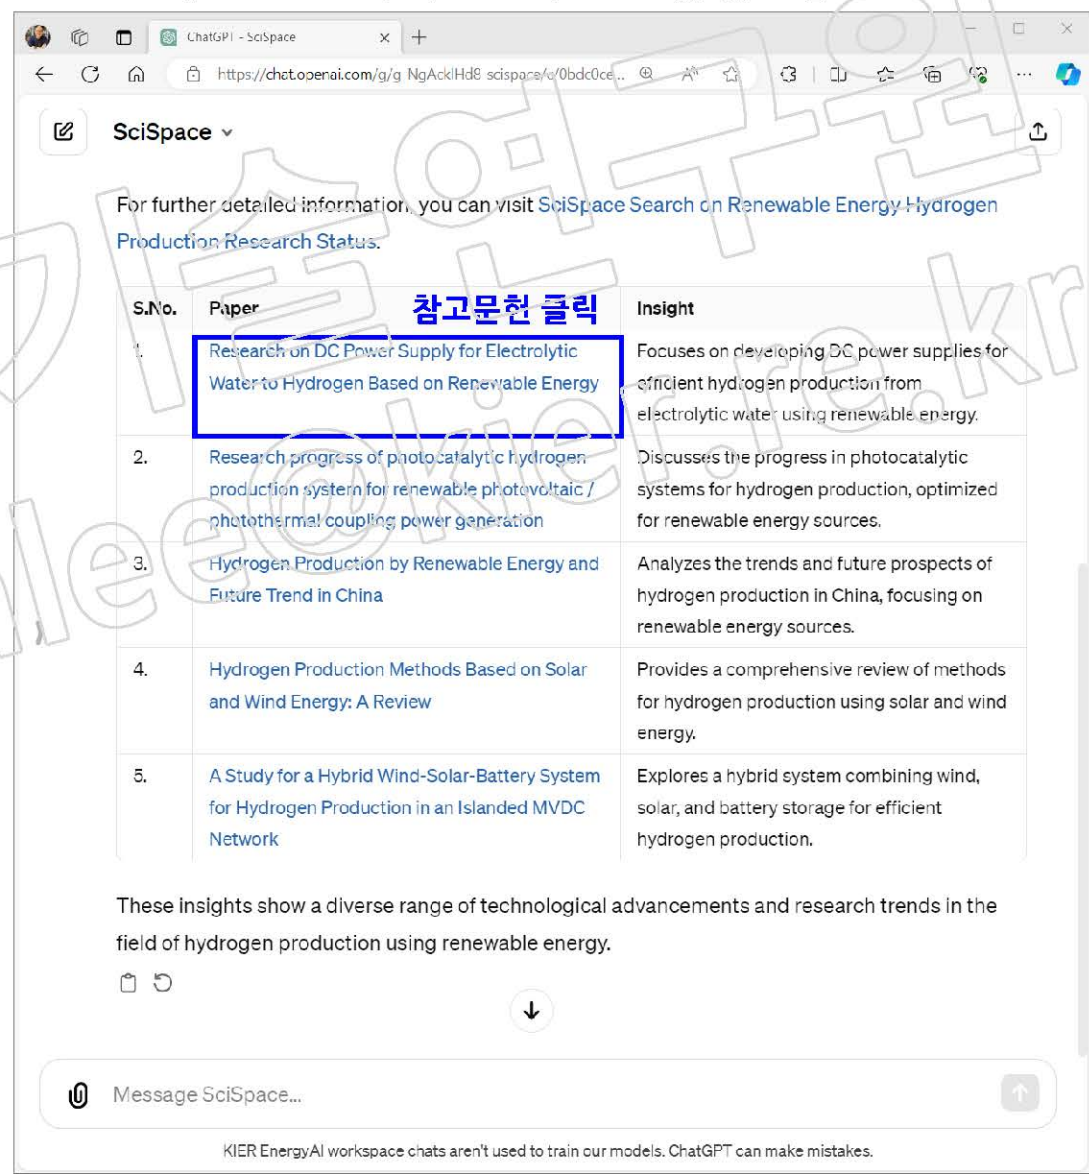 ChatGPT - SciSpace
https://chat.openai.com/g/g-NgAcklHd8-scispace/c/0bdc0ce...
SciSpace
For further detailed information, you can visit SciSpace Search on Renewable Energy Hydrogen
Production Research Status.
S.No. Paper 참고문헌 클릭 Insight
1. Research on DC Power Supply for Electrolytic Focuses on developing DC power supplies for
Water to Hydrogen Based on Renewable Energy efficient hydrogen production from
electrolytic water using renewable energy.
2. Research progress of photocatalytic hydrogen Discusses the progress in photocatalytic
production system for renewable photovoltaic / systems for hydrogen production, optimized
photothermal coupling power generation for renewable energy sources.
3. Hydrogen Production by Renewable Energy and Analyzes the trends and future prospects of
Future Trend in China hydrogen production in China, focusing on
renewable energy sources.
4. Hydrogen Production Methods Based on Solar Provides a comprehensive review of methods
and Wind Energy: A Review for hydrogen production using solar and wind
energy.
5. A Study for a Hybrid Wind-Solar-Battery System Explores a hybrid system combining wind,
for Hydrogen Production in an Islanded MVDC solar, and battery storage for efficient
Network hydrogen production.
These insights show a diverse range of technological advancements and research trends in the
field of hydrogen production using renewable energy.
Message SciSpace...
KIER EnergyAI workspace chats aren't used to train our models. ChatGPT can make mistakes.
기술연구원
lee@kier.re.kr